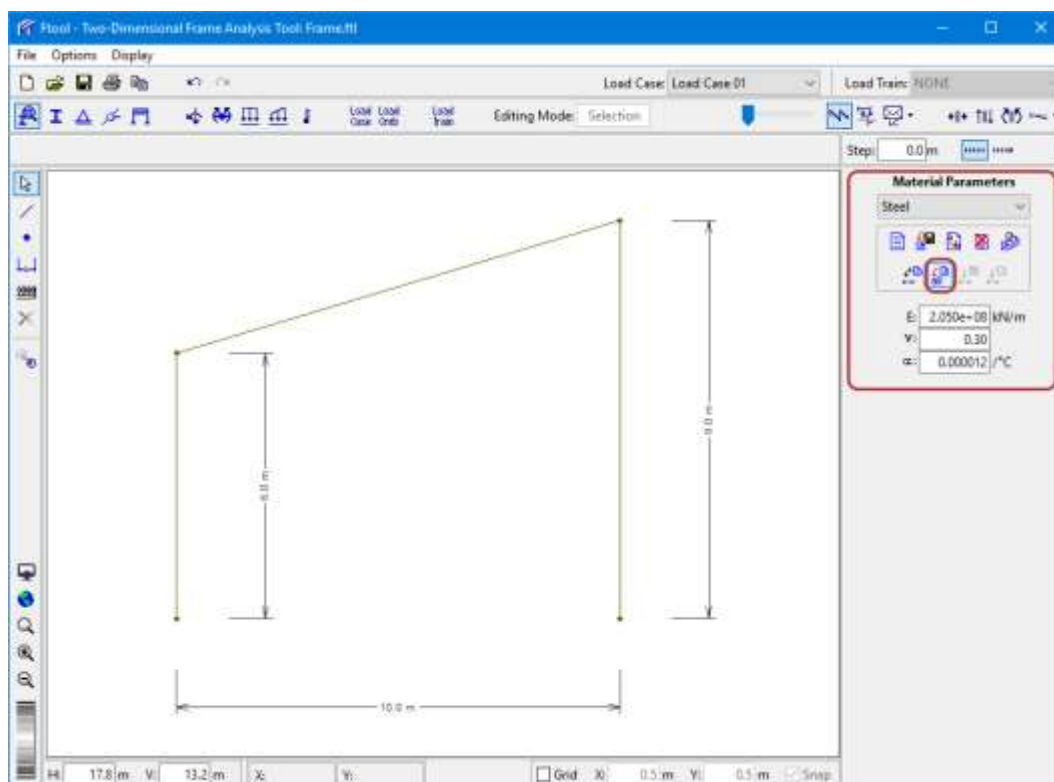 Ftool - Two-Dimensional Frame Analysis Tool: Frame.ftl
File Options Display
Load Case: Load Case 01 Load Train: NONE
Load Case Load Comb Load Train Editing Mode: Selection
Step: 0.0 m
Material Parameters
Steel
E: 2.050e+08 kN/m
ν: 0.30
α: 0.000012 /°C
6.0 m
9.0 m
10.0 m
H: 17.8 m V: 13.2 m X: Y: Grid X: 0.5 m Y: 0.5 m Snap